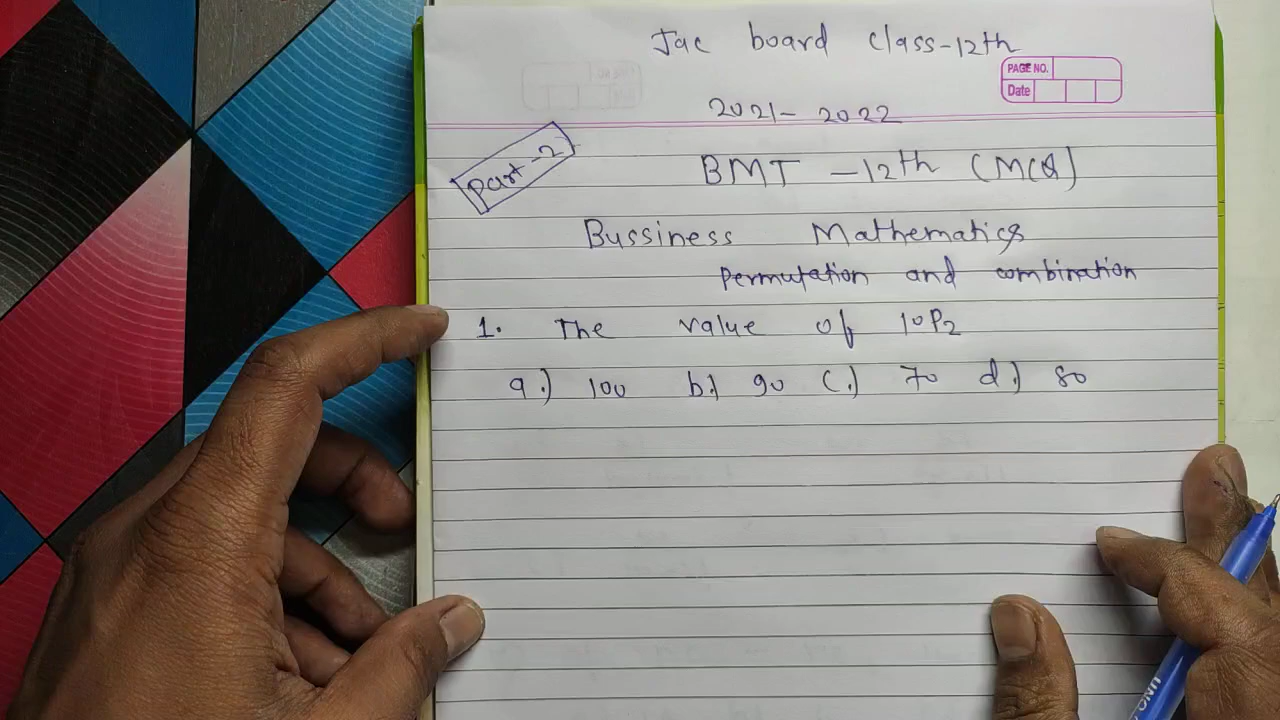 Jac board class-12th
PAGE NO.
Date
2021- 2022
Part-2
BMT -12th (MCQ)
Bussiness Mathematics
Permutation and combination
1. The value of 10P2
a.) 100 b.) 90 c.) 70 d.) 80